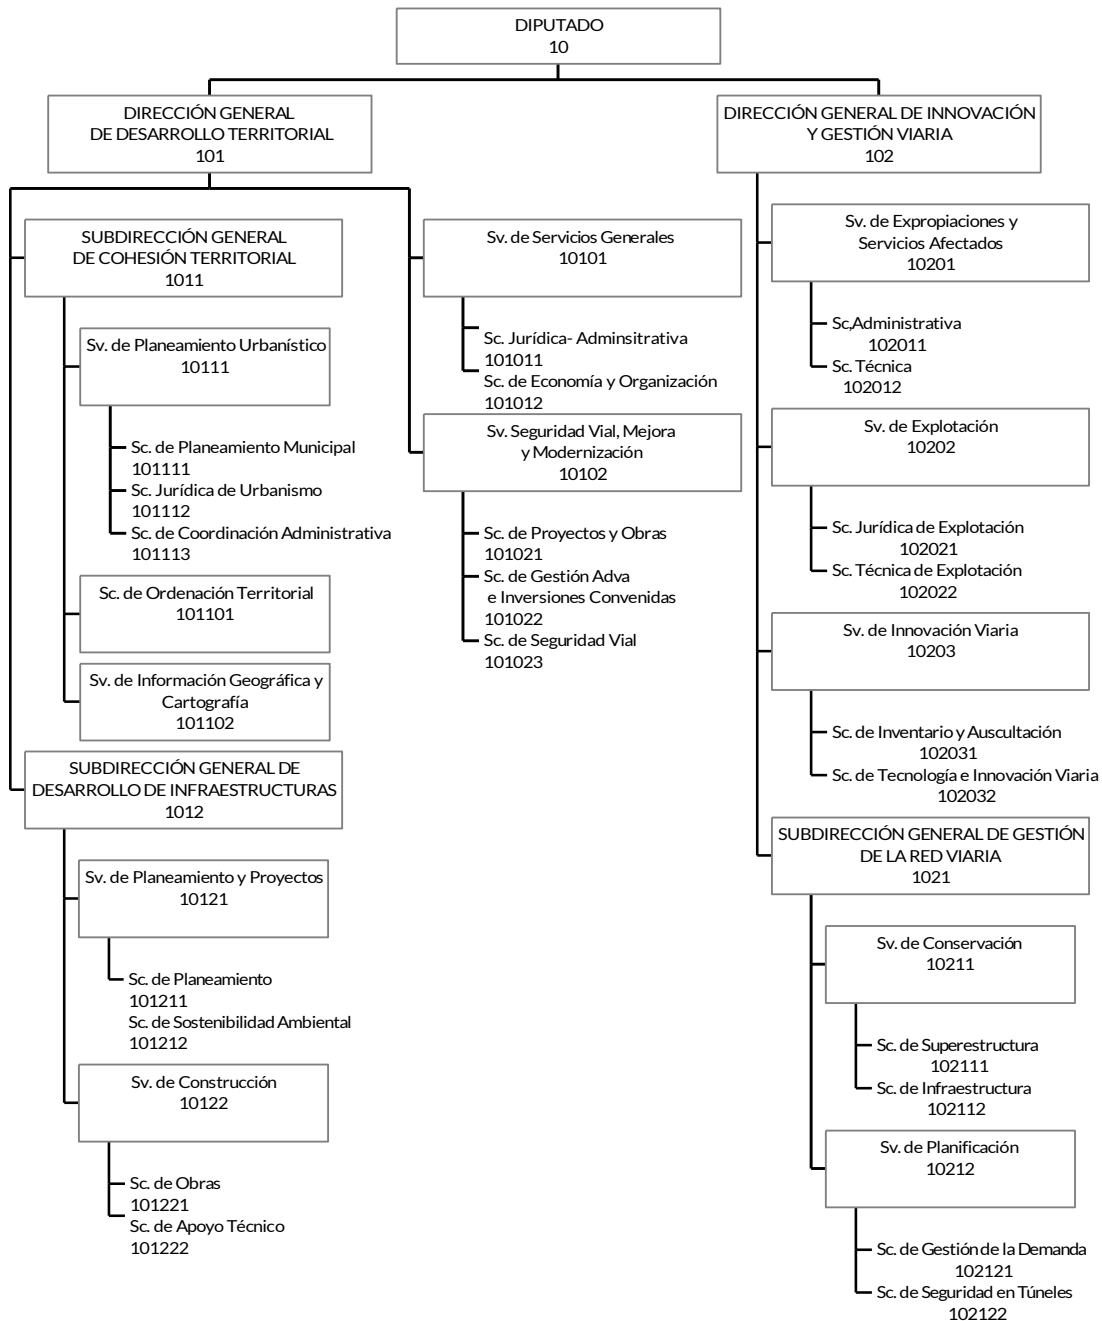 DIPUTADO
10
DIRECCIÓN GENERAL
DE DESARROLLO TERRITORIAL
101
SUBDIRECCIÓN GENERAL
DE COHESIÓN TERRITORIAL
1011
Sv. de Planeamiento Urbanístico
10111
Sc. de Planeamiento Municipal
101111
Sc. Jurídica de Urbanismo
101112
Sc. de Coordinación Administrativa
101113
Sc. de Ordenación Territorial
101101
Sv. de Información Geográfica y
Cartografía
101102
SUBDIRECCIÓN GENERAL DE
DESARROLLO DE INFRAESTRUCTURAS
1012
Sv. de Planeamiento y Proyectos
10121
Sc. de Planeamiento
101211
Sc. de Sostenibilidad Ambiental
101212
Sv. de Construcción
10122
Sc. de Obras
101221
Sc. de Apoyo Técnico
101222
Sv. de Servicios Generales
10101
Sc. Jurídica- Adminsitrativa
101011
Sc. de Economía y Organización
101012
Sv. Seguridad Vial, Mejora
y Modernización
10102
Sc. de Proyectos y Obras
101021
Sc. de Gestión Adva
e Inversiones Convenidas
101022
Sc. de Seguridad Vial
101023
DIRECCIÓN GENERAL DE INNOVACIÓN
Y GESTIÓN VIARIA
102
Sv. de Expropiaciones y
Servicios Afectados
10201
Sc,Administrativa
102011
Sc. Técnica
102012
Sv. de Explotación
10202
Sc. Jurídica de Explotación
102021
Sc. Técnica de Explotación
102022
Sv. de Innovación Viaria
10203
Sc. de Inventario y Auscultación
102031
Sc. de Tecnología e Innovación Viaria
102032
SUBDIRECCIÓN GENERAL DE GESTIÓN
DE LA RED VIARIA
1021
Sv. de Conservación
10211
Sc. de Superestructura
102111
Sc. de Infraestructura
102112
Sv. de Planificación
10212
Sc. de Gestión de la Demanda
102121
Sc. de Seguridad en Túneles
102122